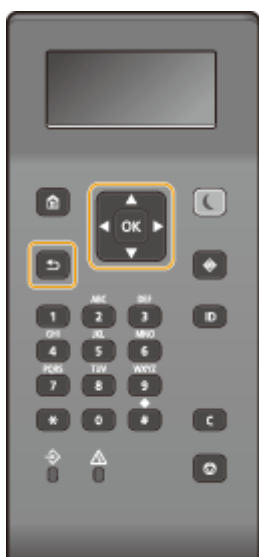 OK
ABC DEF
1 2 3 ID
GHI JKL MNO
4 5 6
PQRS TUV WXYZ
7 8 9
* 0 # C